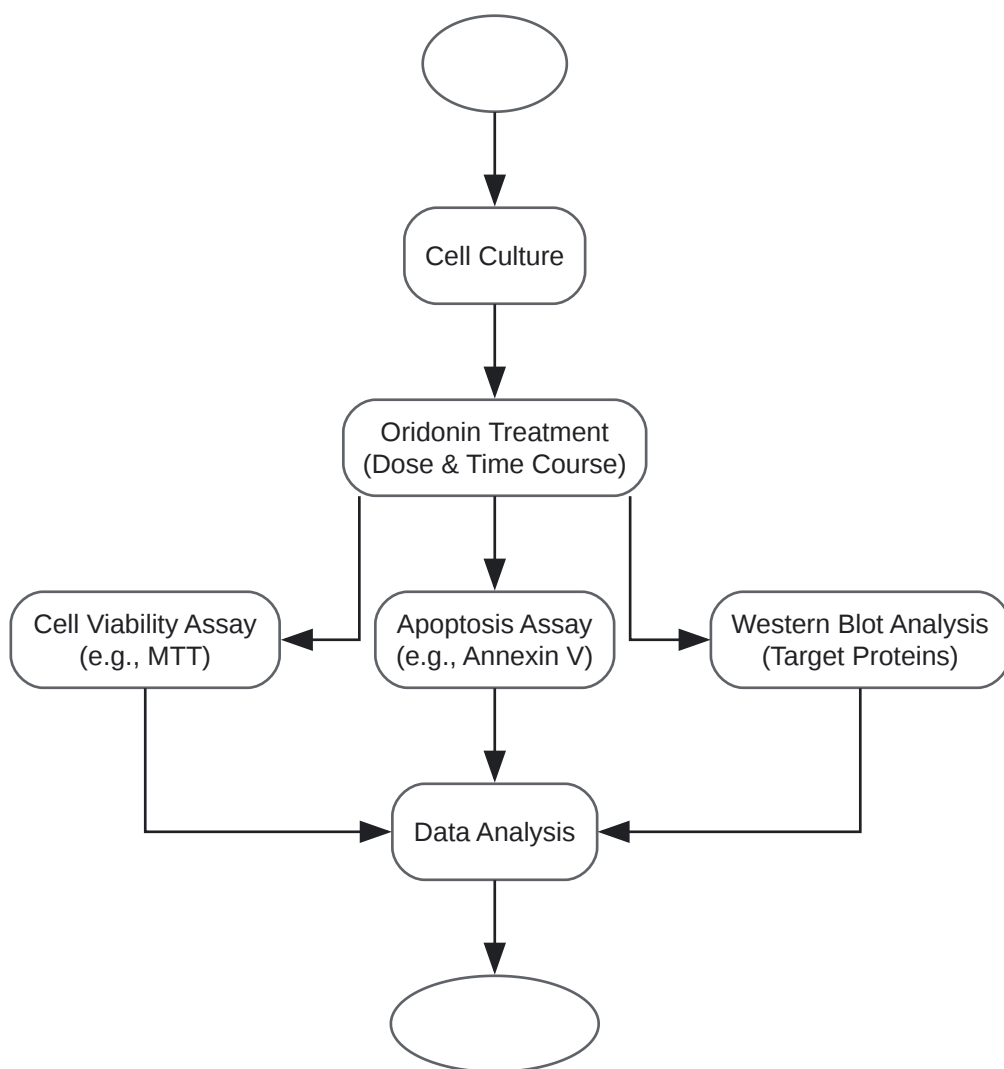 Cell Culture
Oridonin Treatment
(Dose & Time Course)
Cell Viability Assay
(e.g., MTT)
Apoptosis Assay
(e.g., Annexin V)
Western Blot Analysis
(Target Proteins)
Data Analysis